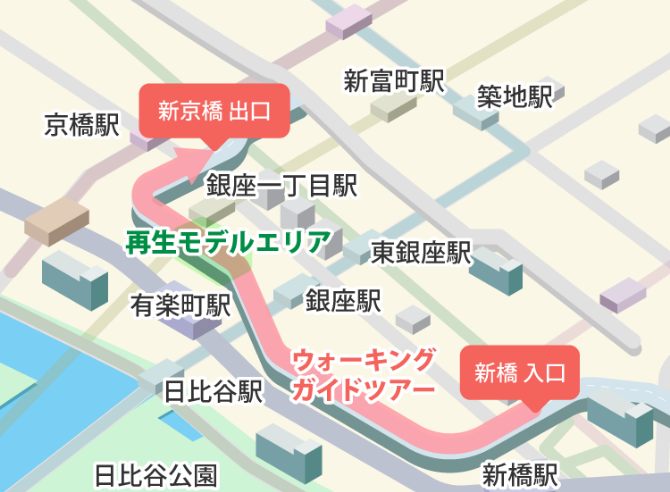 新富町駅
築地駅
新京橋 出口
京橋駅
銀座一丁目駅
再生モデルエリア
東銀座駅
有楽町駅
銀座駅
ウォーキング
ガイドツアー
新橋 入口
日比谷駅
日比谷公園
新橋駅